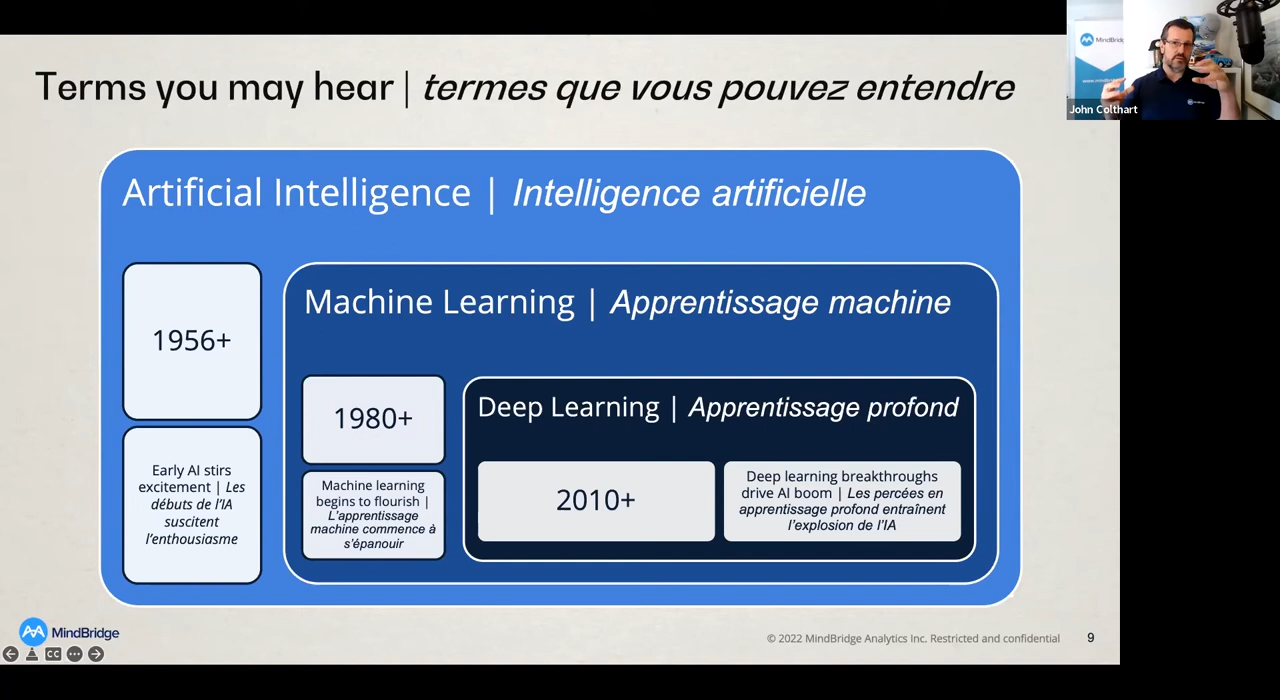 Terms you may hear | termes que vous pouvez entendre
Artificial Intelligence | Intelligence artificielle
1956+
Early AI stirs
excitement | Les
débuts de l'IA
suscitent
l'enthousiasme
Machine Learning | Apprentissage machine
1980+
Machine learning
begins to flourish |
L'apprentissage
machine commence à
s'épanouir
Deep Learning | Apprentissage profond
2010+
Deep learning breakthroughs
drive AI boom | Les percées en
apprentissage profond entraînent
l'explosion de l'IA
MindBridge
CC
© 2022 MindBridge Analytics Inc. Restricted and confidential
9
John Colthart